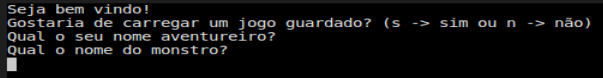 Seja bem vindo!
Gostaria de carregar um jogo guardado? (s -> sim ou n -> não)
Qual o seu nome aventureiro?
Qual o nome do monstro?